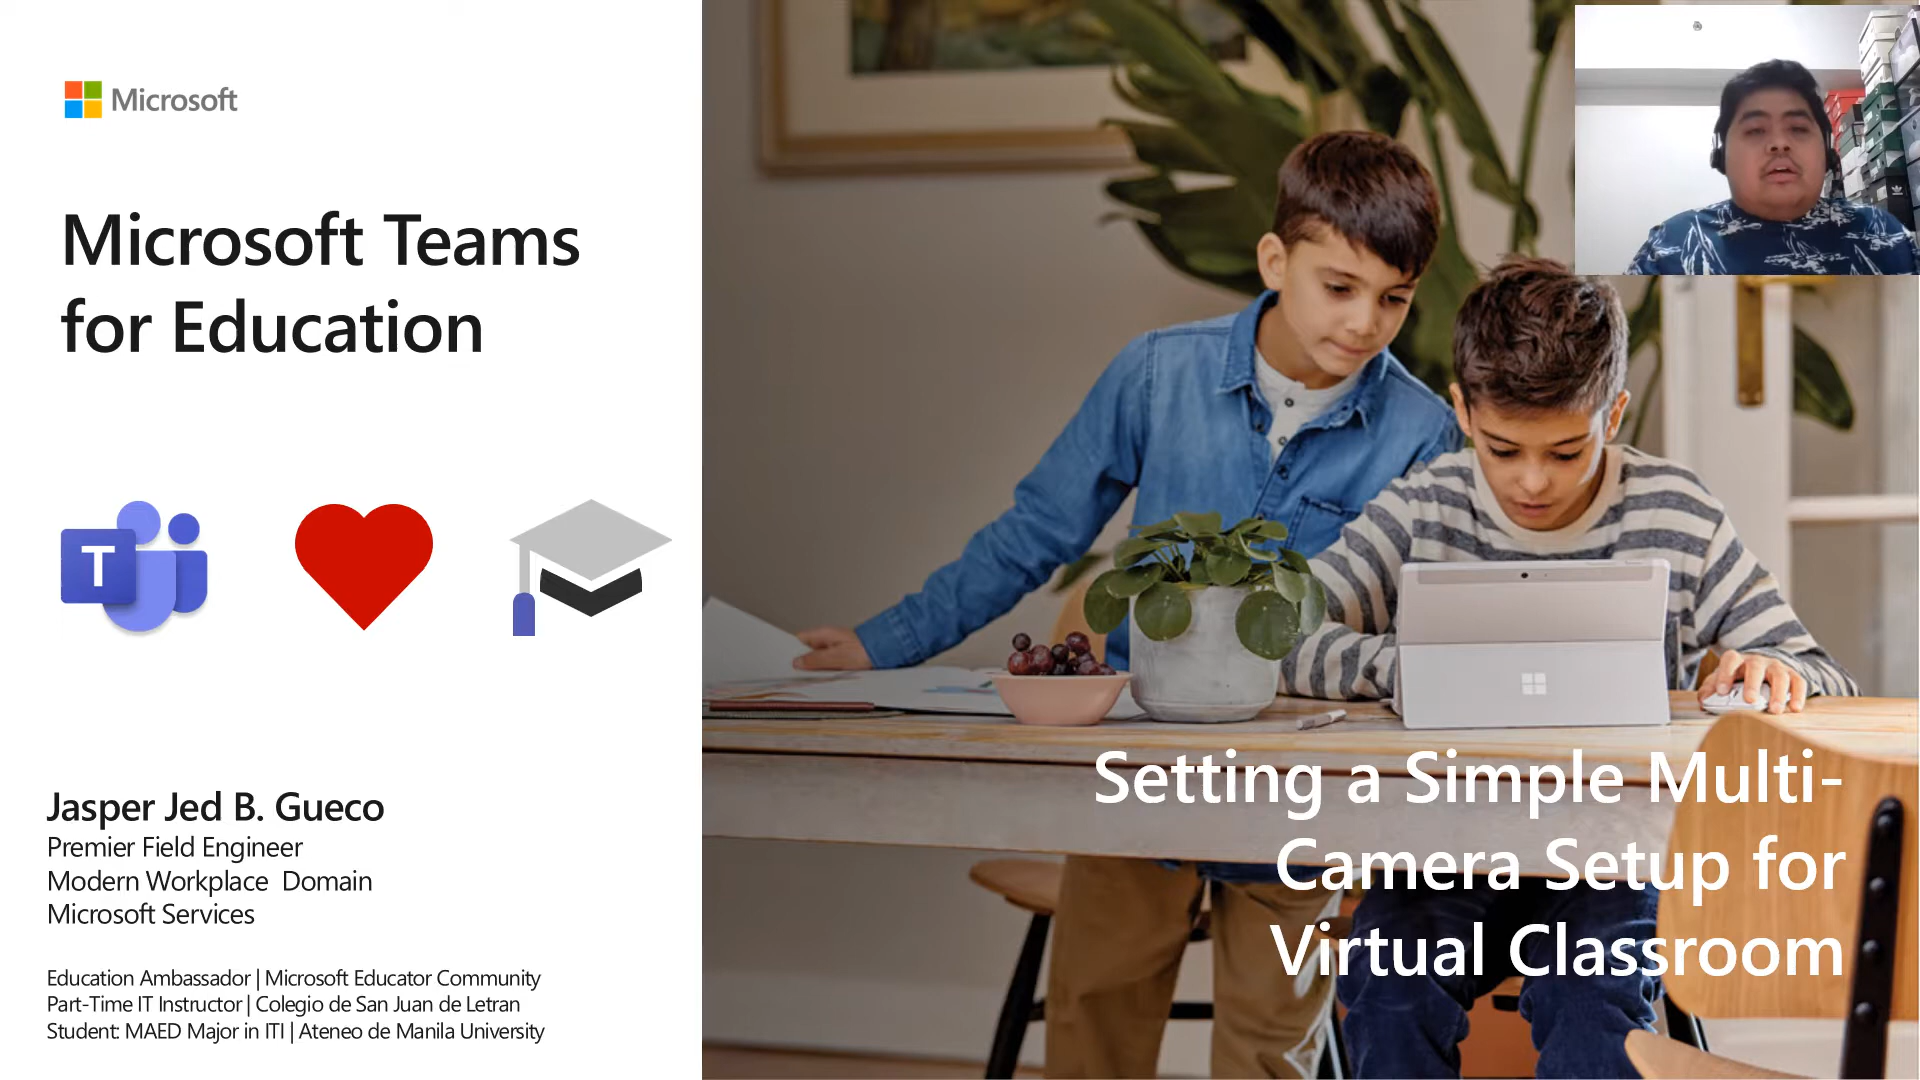 Microsoft
Microsoft Teams
for Education
T
Jasper Jed B. Gueco
Premier Field Engineer
Modern Workplace Domain
Microsoft Services
Education Ambassador | Microsoft Educator Community
Part-Time IT Instructor | Colegio de San Juan de Letran
Student: MAED Major in ITI | Ateneo de Manila University
Setting a Simple Multi-
Camera Setup for
Virtual Classroom